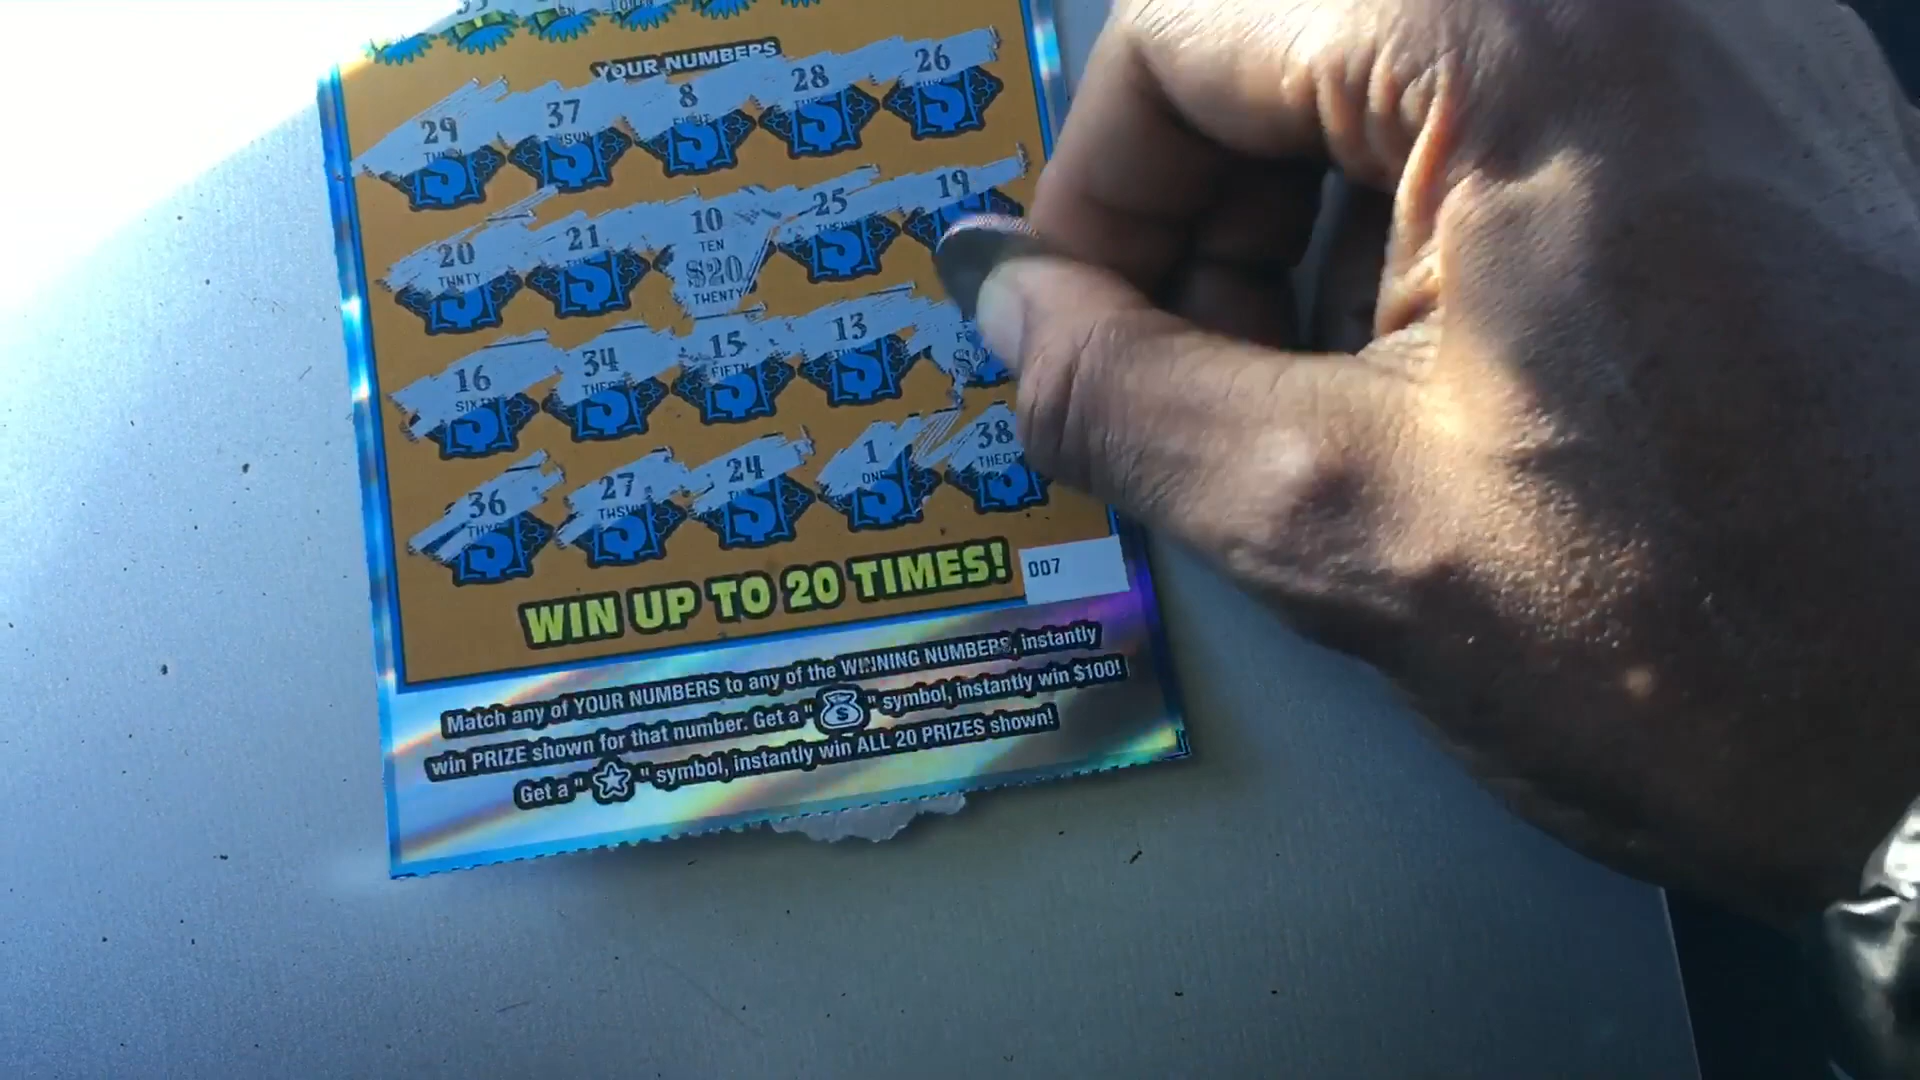 YOUR NUMBERS
29 37 8 28 26
20 21 10 25 19
TWNTY TEN
$20
TWENTY
16 34 15 13
36 27 24 1 38
ONE
WIN UP TO 20 TIMES!
007
Match any of YOUR NUMBERS to any of the WINNING NUMBERS, instantly
win PRIZE shown for that number. Get a " " symbol, instantly win $100!
Get a " " symbol, instantly win ALL 20 PRIZES shown!